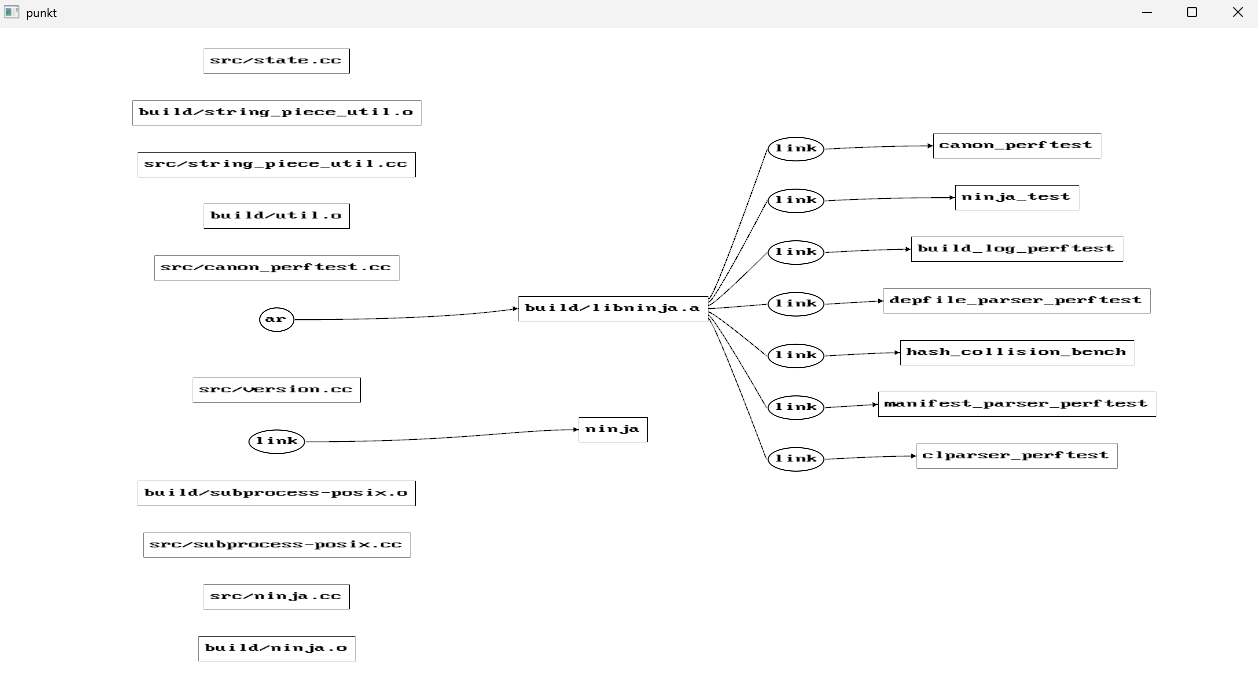 punkt
src/state.cc
build/string_piece_util.o
src/string_piece_util.cc
build/util.o
src/canon_perftest.cc
ar
src/version.cc
link
build/subprocess-posix.o
src/subprocess-posix.cc
src/ninja.cc
build/ninja.o
build/libninja.a
ninja
link
canon_perftest
link
ninja_test
link
build_log_perftest
link
depfile_parser_perftest
link
hash_collision_bench
link
manifest_parser_perftest
link
clparser_perftest